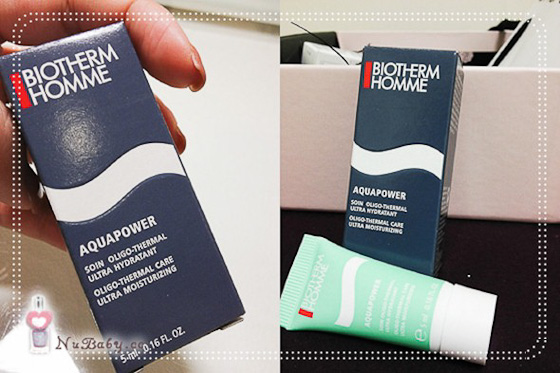 BIOTHERM
HOMME
AQUAPOWER
SOIN OLIGO-THERMAL
ULTRA HYDRATANT
OLIGO-THERMAL CARE
ULTRA MOISTURIZING
5 ml. 0.16 FL. OZ.
NuBaby.cc
BIOTHERM
HOMME
AQUAPOWER
SOIN OLIGO-THERMAL
ULTRA HYDRATANT
OLIGO-THERMAL CARE
ULTRA MOISTURIZING
BIOTHERM
HOMME
AQUAPOWER